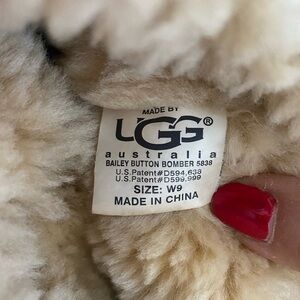 MADE BY
UGG®
australia
BAILEY BUTTON BOMBER 5838
U.S.Patent#D594,638
U.S.Patent#D599,999
SIZE: W9
MADE IN CHINA